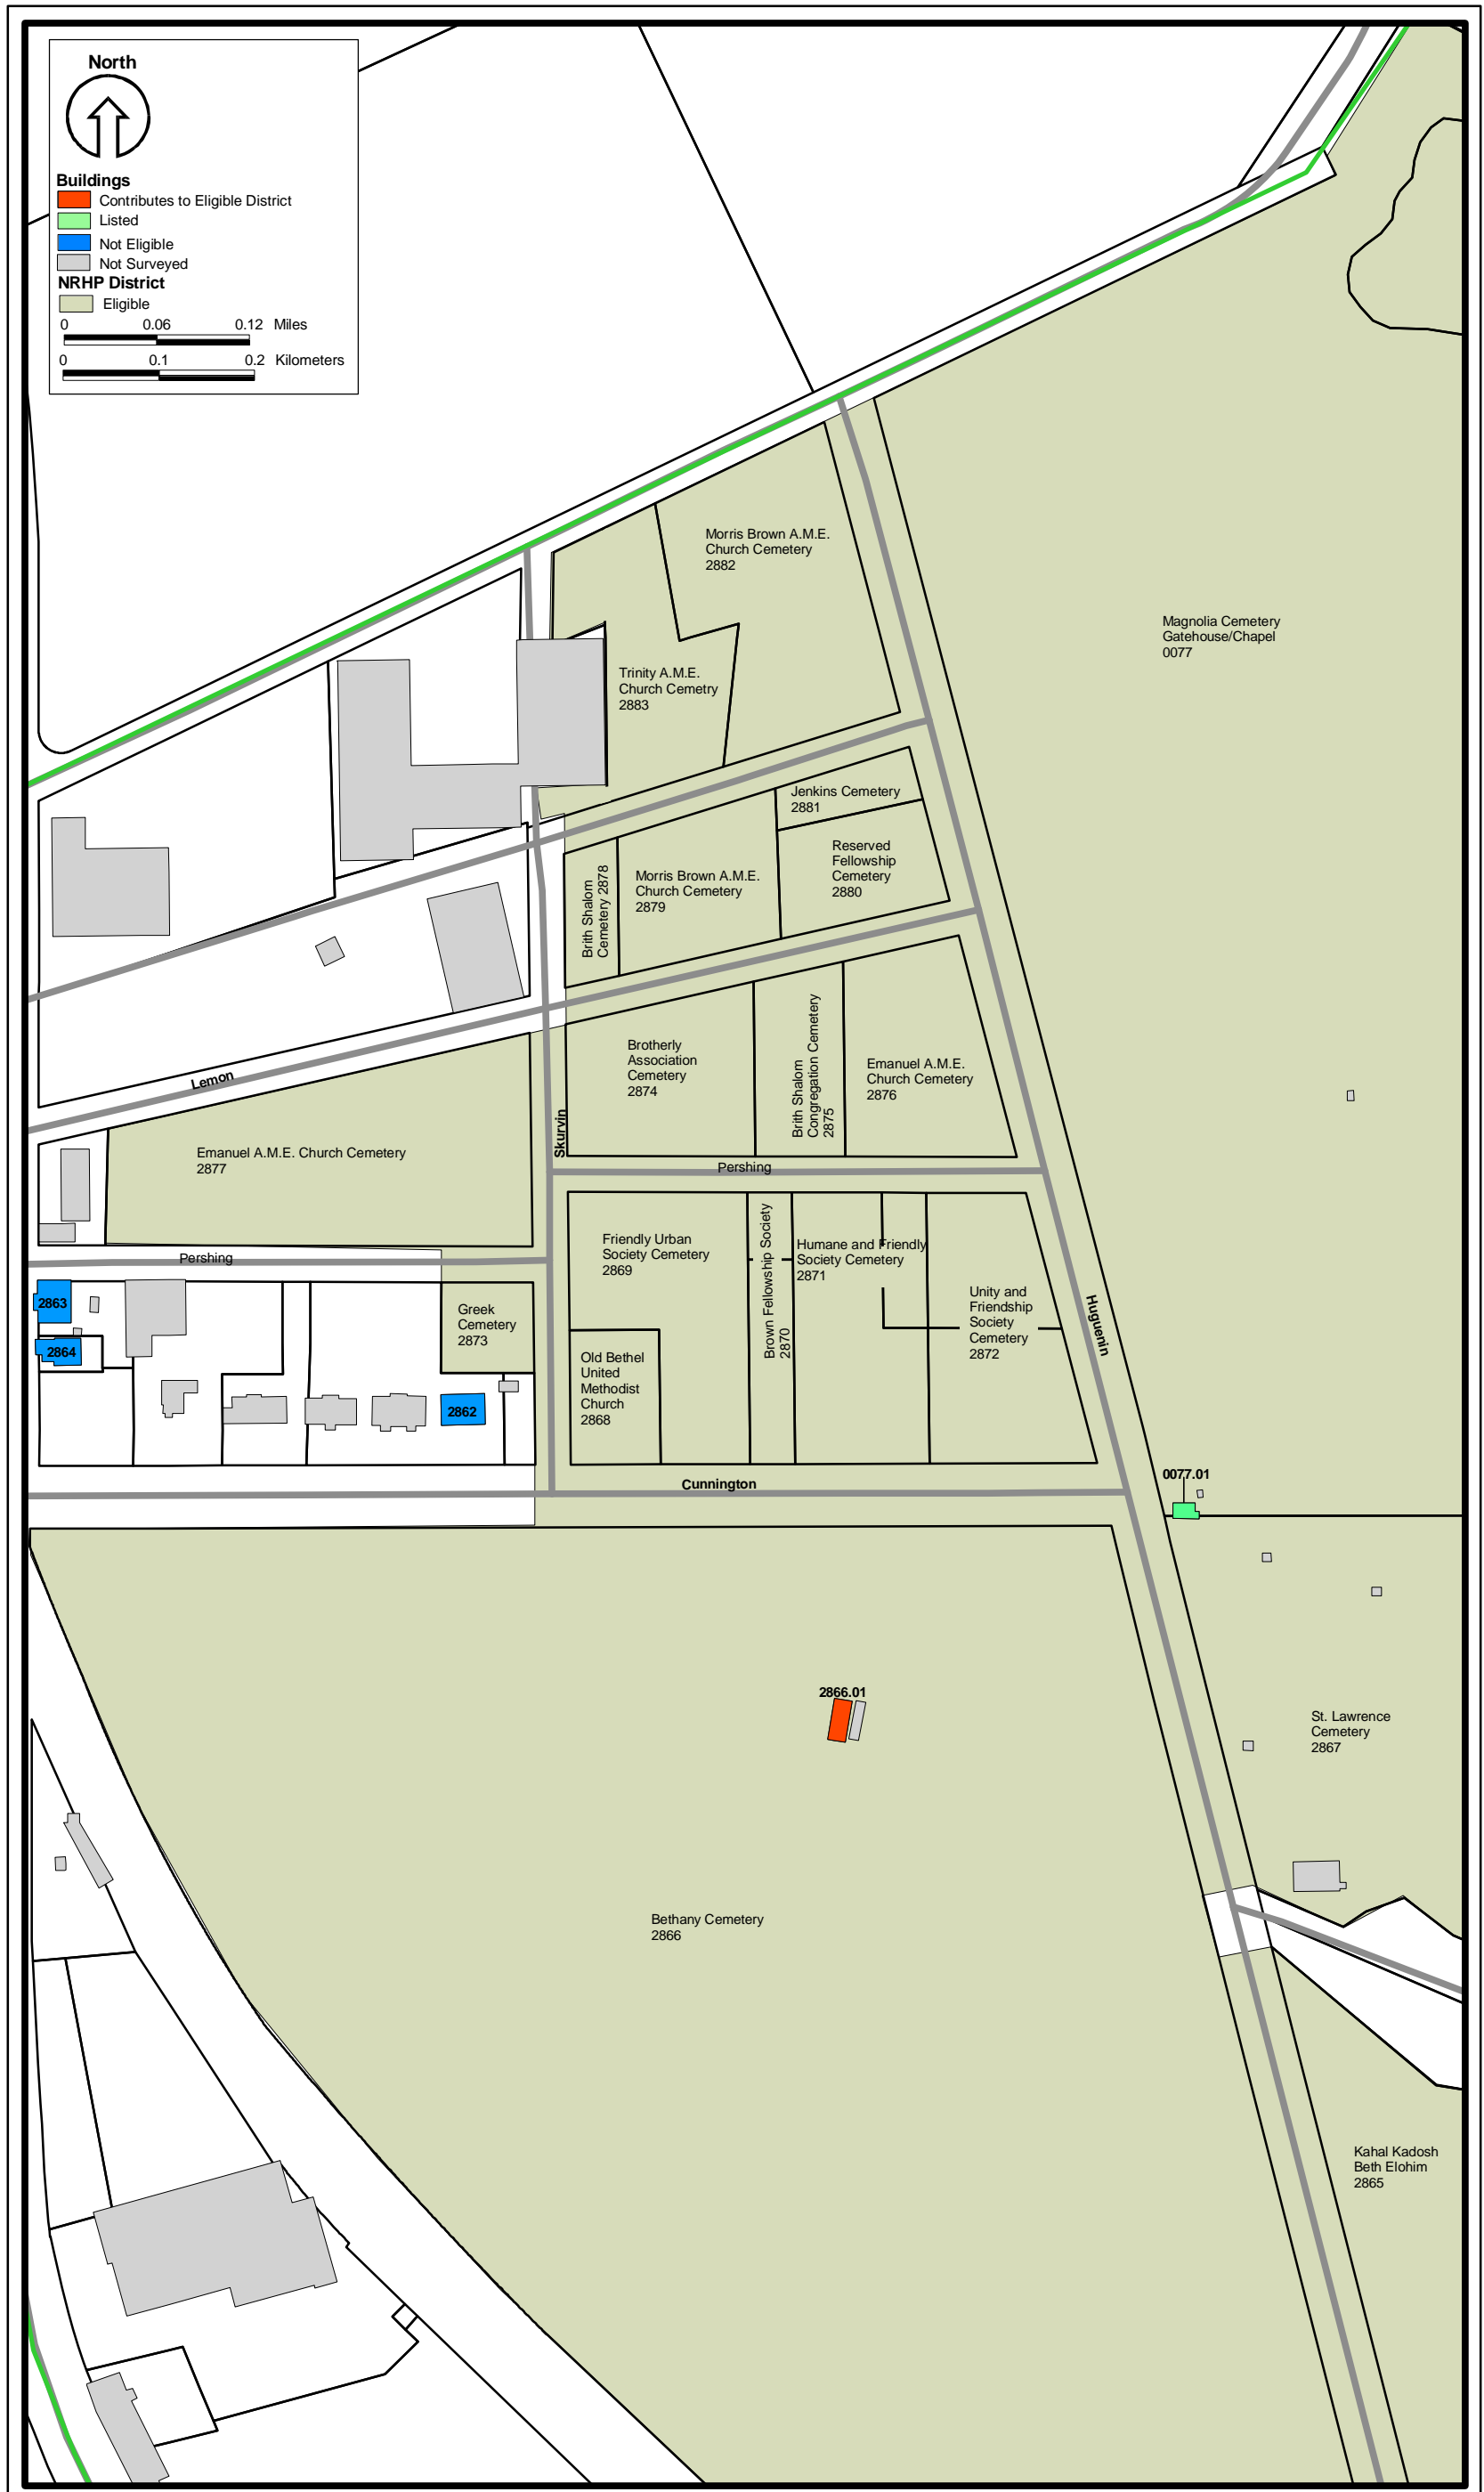 North
Buildings
Contributes to Eligible District
Listed
Not Eligible
Not Surveyed
NRHP District
Eligible
0 0.06 0.12 Miles
0 0.1 0.2 Kilometers
Morris Brown A.M.E.
Church Cemetery
2882
Magnolia Cemetery
Gatehouse/Chapel
0077
Trinity A.M.E.
Church Cemetry
2883
Jenkins Cemetery
2881
Reserved
Fellowship
Cemetery
2880
Morris Brown A.M.E.
Church Cemetery
2879
Brith Shalom
Cemetery 2878
Brotherly
Association
Cemetery
2874
Brith Shalom
Congregation Cemetery
2875
Emanuel A.M.E.
Church Cemetery
2876
Lemon
Skurvin
Emanuel A.M.E. Church Cemetery
2877
Pershing
Pershing
Friendly Urban
Society Cemetery
2869
Brown Fellowship Society
2870
Humane and Friendly
Society Cemetery
2871
Unity and
Friendship
Society
Cemetery
2872
Huguenin
2863
2864
Greek
Cemetery
2873
Old Bethel
United
Methodist
Church
2868
2862
Cunnington
0077.01
2866.01
St. Lawrence
Cemetery
2867
Bethany Cemetery
2866
Kahal Kadosh
Beth Elohim
2865